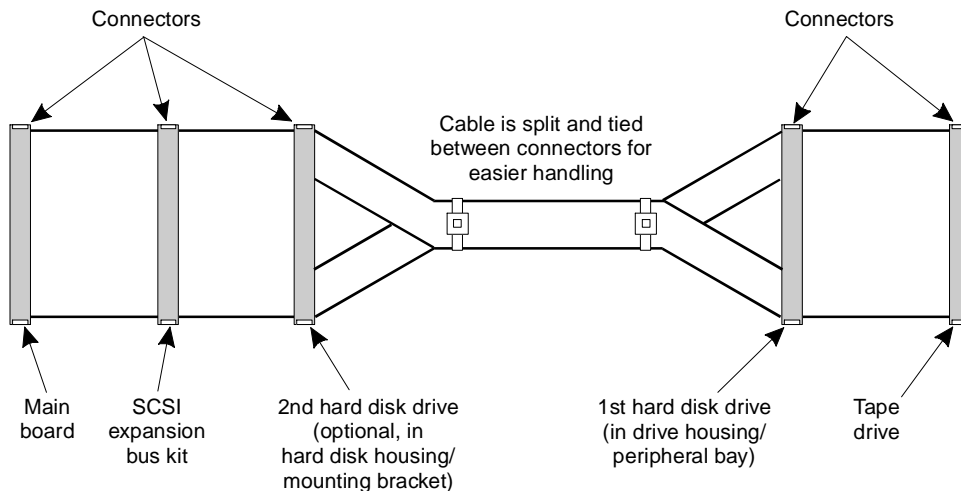 Connectors
Connectors
Cable is split and tied
between connectors for
easier handling
Main
board
SCSI
expansion
bus kit
2nd hard disk drive
(optional, in
hard disk housing/
mounting bracket)
1st hard disk drive
(in drive housing/
peripheral bay)
Tape
drive